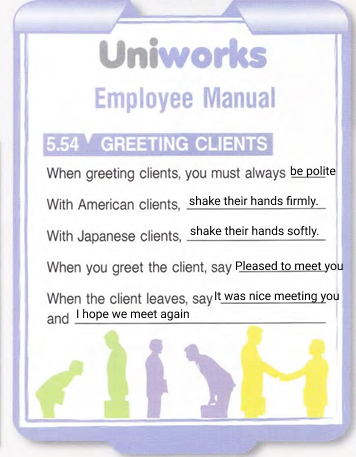 Uniworks
Employee Manual
5.54 GREETING CLIENTS
When greeting clients, you must always be polite
With American clients, shake their hands firmly.
With Japanese clients, shake their hands softly.
When you greet the client, say Pleased to meet you
When the client leaves, say It was nice meeting you
and I hope we meet again